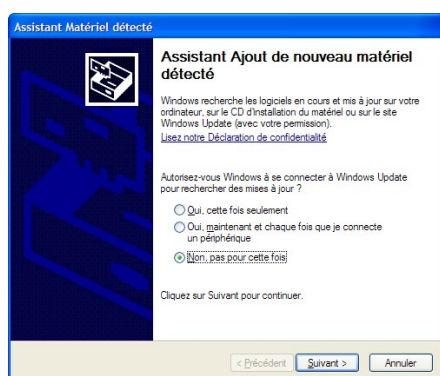 Assistant Matériel détecté
Assistant Ajout de nouveau matériel
détecté
Windows recherche les logiciels en cours et mis à jour sur votre
ordinateur, sur le CD d'installation du matériel ou sur le site
Windows Update (avec votre permission).
Lisez notre Déclaration de confidentialité
Autorisez-vous Windows à se connecter à Windows Update
pour rechercher des mises à jour ?
Oui, cette fois seulement
Oui, maintenant et chaque fois que je connecte
un périphérique
Non, pas pour cette fois
Cliquez sur Suivant pour continuer.
< Précédent Suivant > Annuler